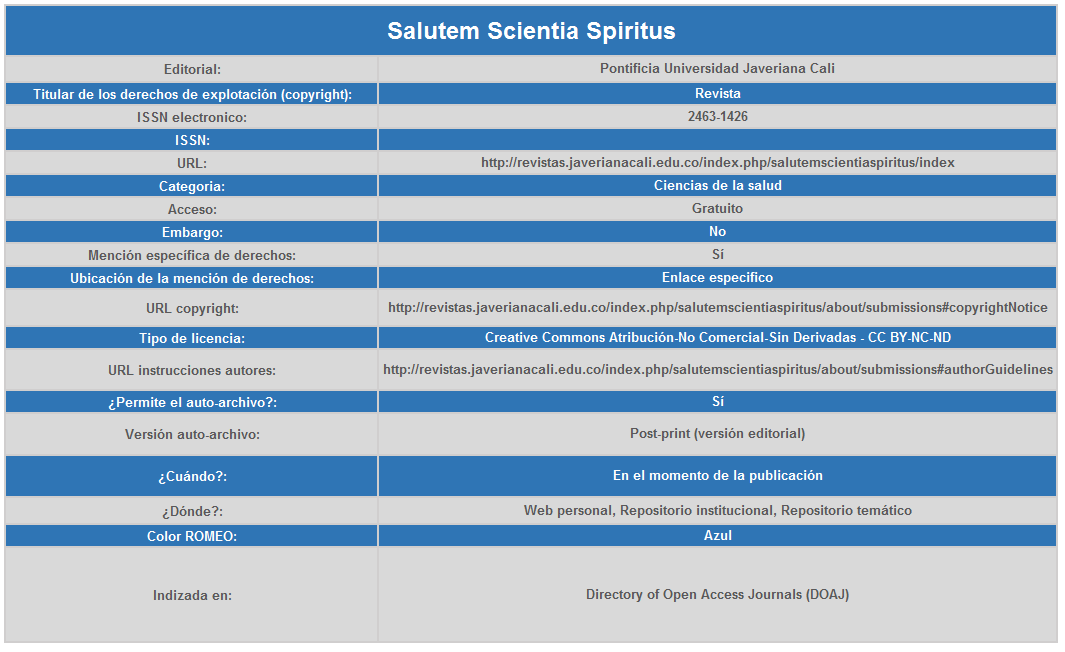 Salutem Scientia Spiritus
Editorial: Pontificia Universidad Javeriana Cali
Titular de los derechos de explotación (copyright): Revista
ISSN electronico: 2463-1426
ISSN:
URL: http://revistas.javerianacali.edu.co/index.php/salutemscientiaspiritus/index
Categoria: Ciencias de la salud
Acceso: Gratuito
Embargo: No
Mención específica de derechos: Sí
Ubicación de la mención de derechos: Enlace especifico
URL copyright: http://revistas.javerianacali.edu.co/index.php/salutemscientiaspiritus/about/submissions#copyrightNotice
Tipo de licencia: Creative Commons Atribución-No Comercial-Sin Derivadas - CC BY-NC-ND
URL instrucciones autores: http://revistas.javerianacali.edu.co/index.php/salutemscientiaspiritus/about/submissions#authorGuidelines
¿Permite el auto-archivo?: Sí
Versión auto-archivo: Post-print (versión editorial)
¿Cuándo?: En el momento de la publicación
¿Dónde?: Web personal, Repositorio institucional, Repositorio temático
Color ROMEO: Azul
Indizada en: Directory of Open Access Journals (DOAJ)